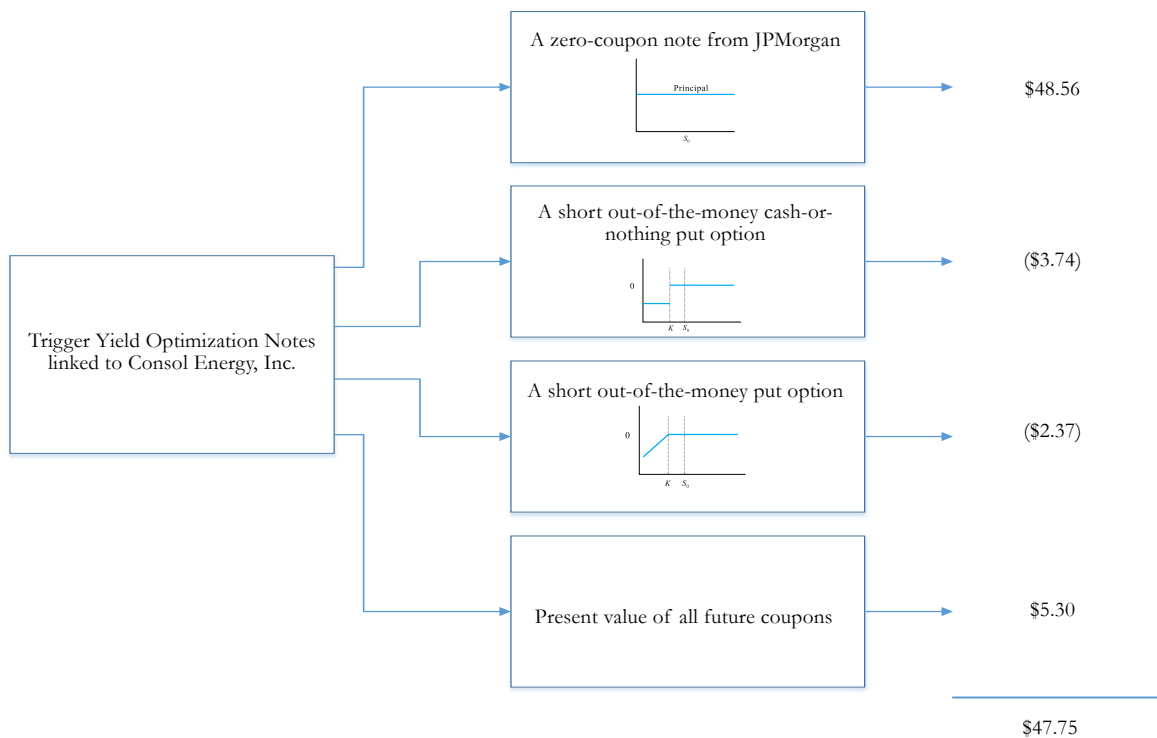 A zero-coupon note from JPMorgan
Principal
S₀
$48.56
A short out-of-the-money cash-or-
nothing put option
0
K S₀
($3.74)
Trigger Yield Optimization Notes
linked to Consol Energy, Inc.
A short out-of-the-money put option
0
K S₀
($2.37)
Present value of all future coupons
$5.30
$47.75